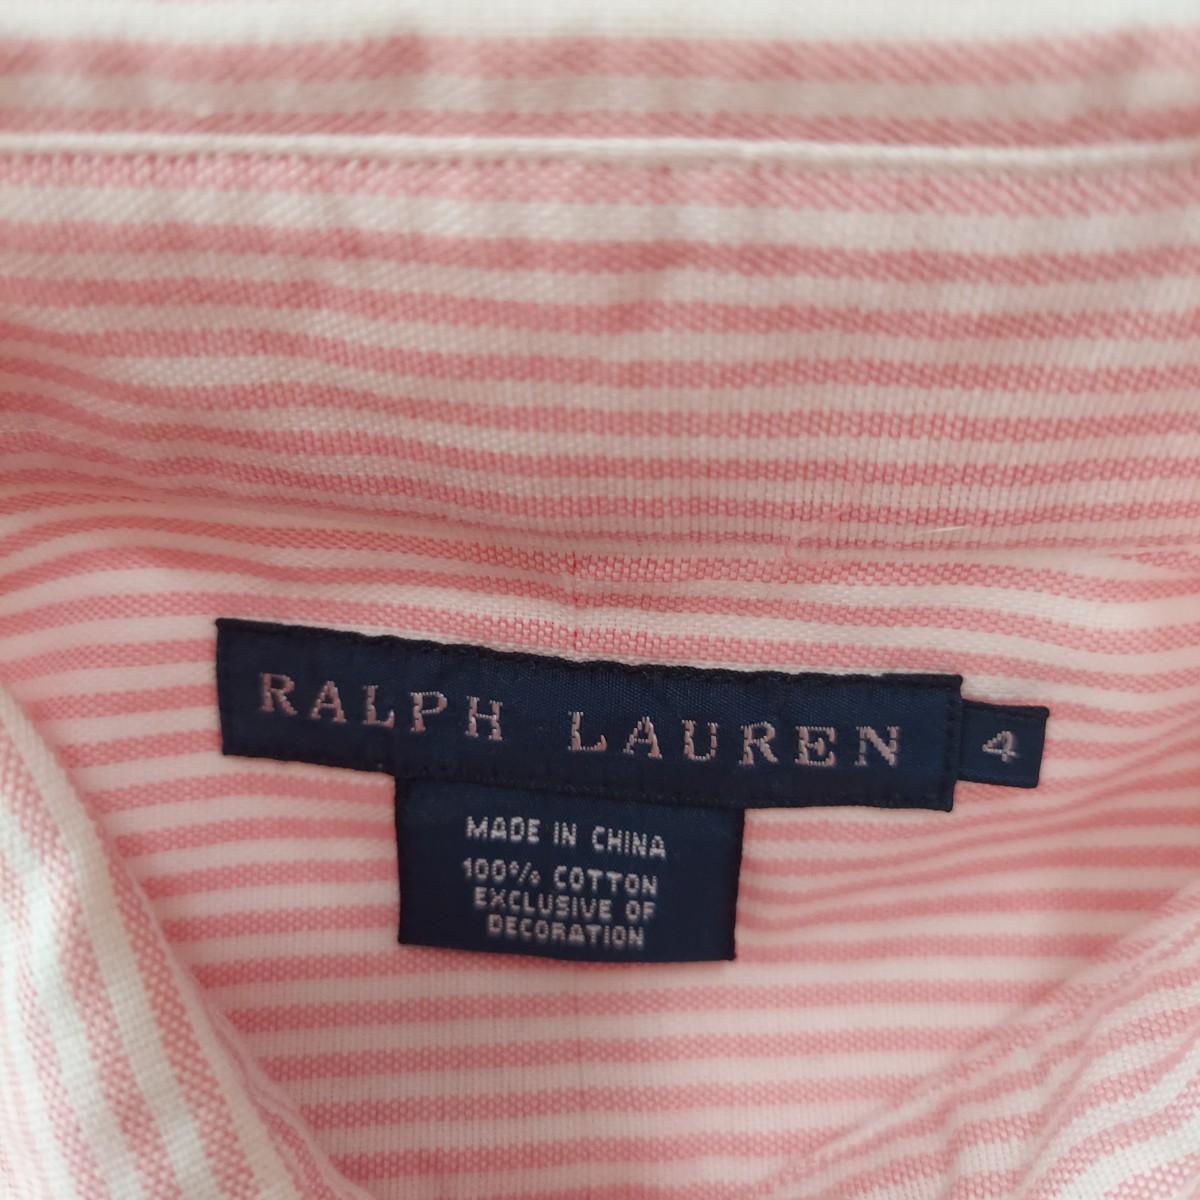 RALPH LAUREN
4
MADE IN CHINA
100% COTTON
EXCLUSIVE OF
DECORATION